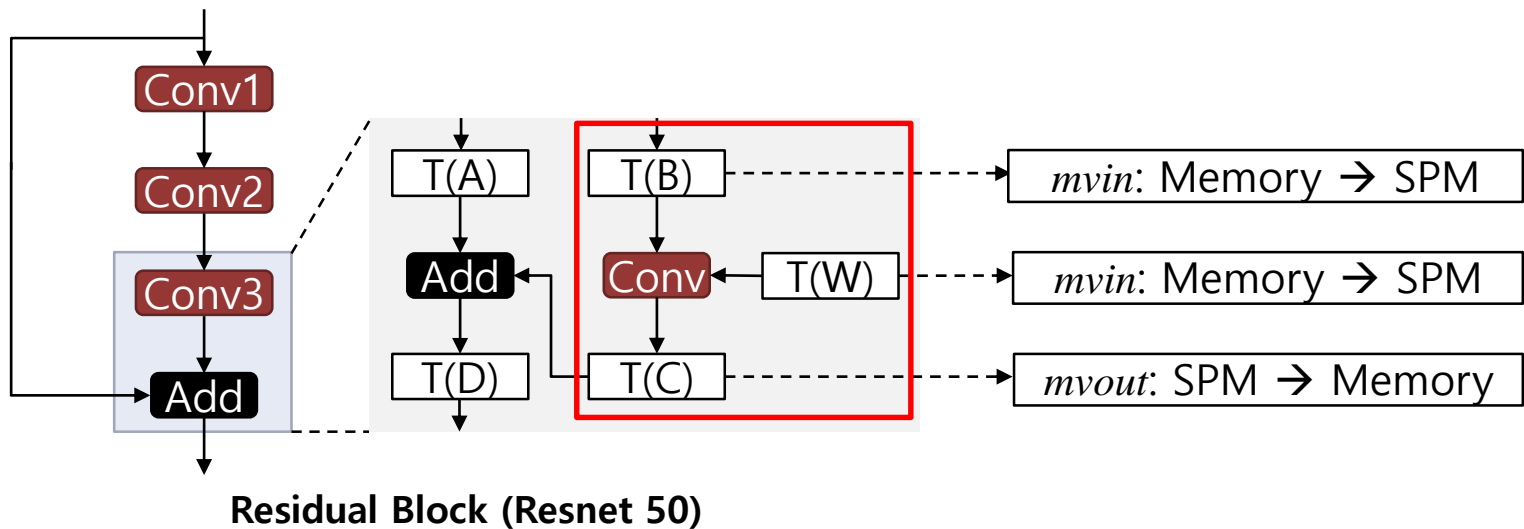 Conv1
Conv2
Conv3
Add
T(A)
Add
T(D)
T(B)
Conv
T(W)
T(C)
mvin: Memory → SPM
mvin: Memory → SPM
mvout: SPM → Memory
Residual Block (Resnet 50)